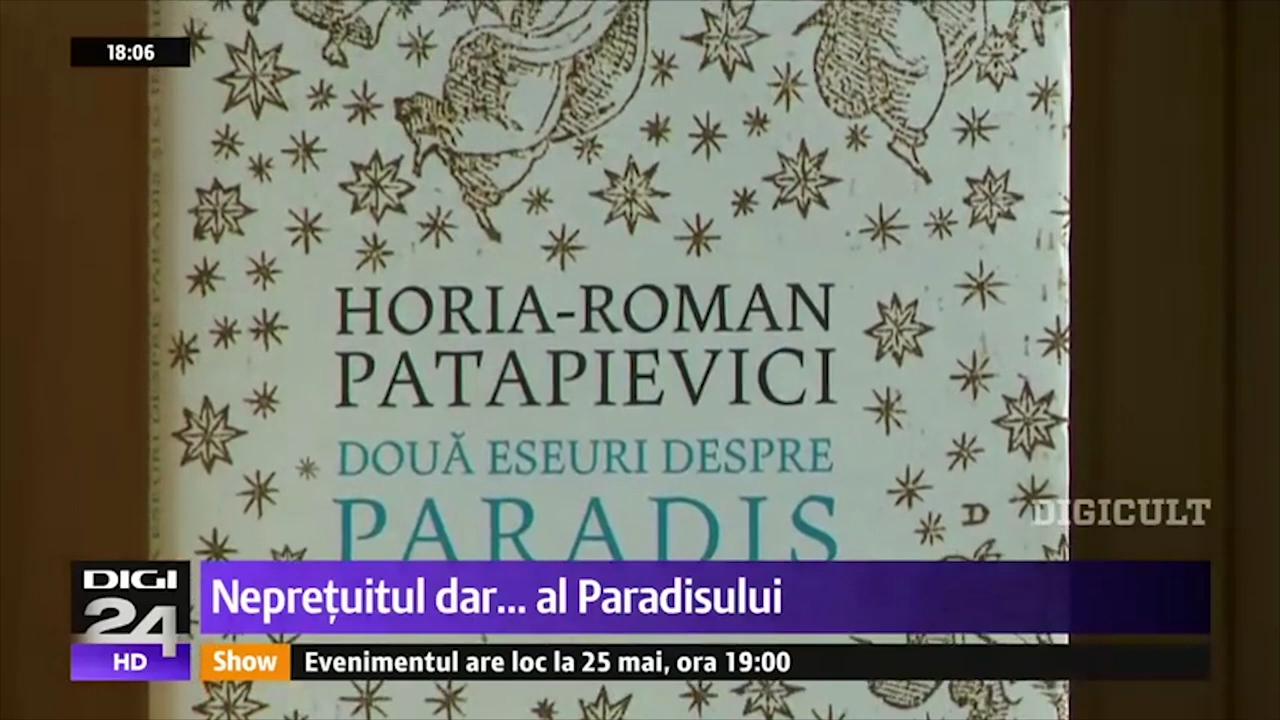 18:06
HORIA-ROMAN
PATAPIEVICI
DOUĂ ESEURI DESPRE
PARADIS
D
DIGICULT
DIGI
24
HD
Neprețuitul dar... al Paradisului
Show
Evenimentul are loc la 25 mai, ora 19:00